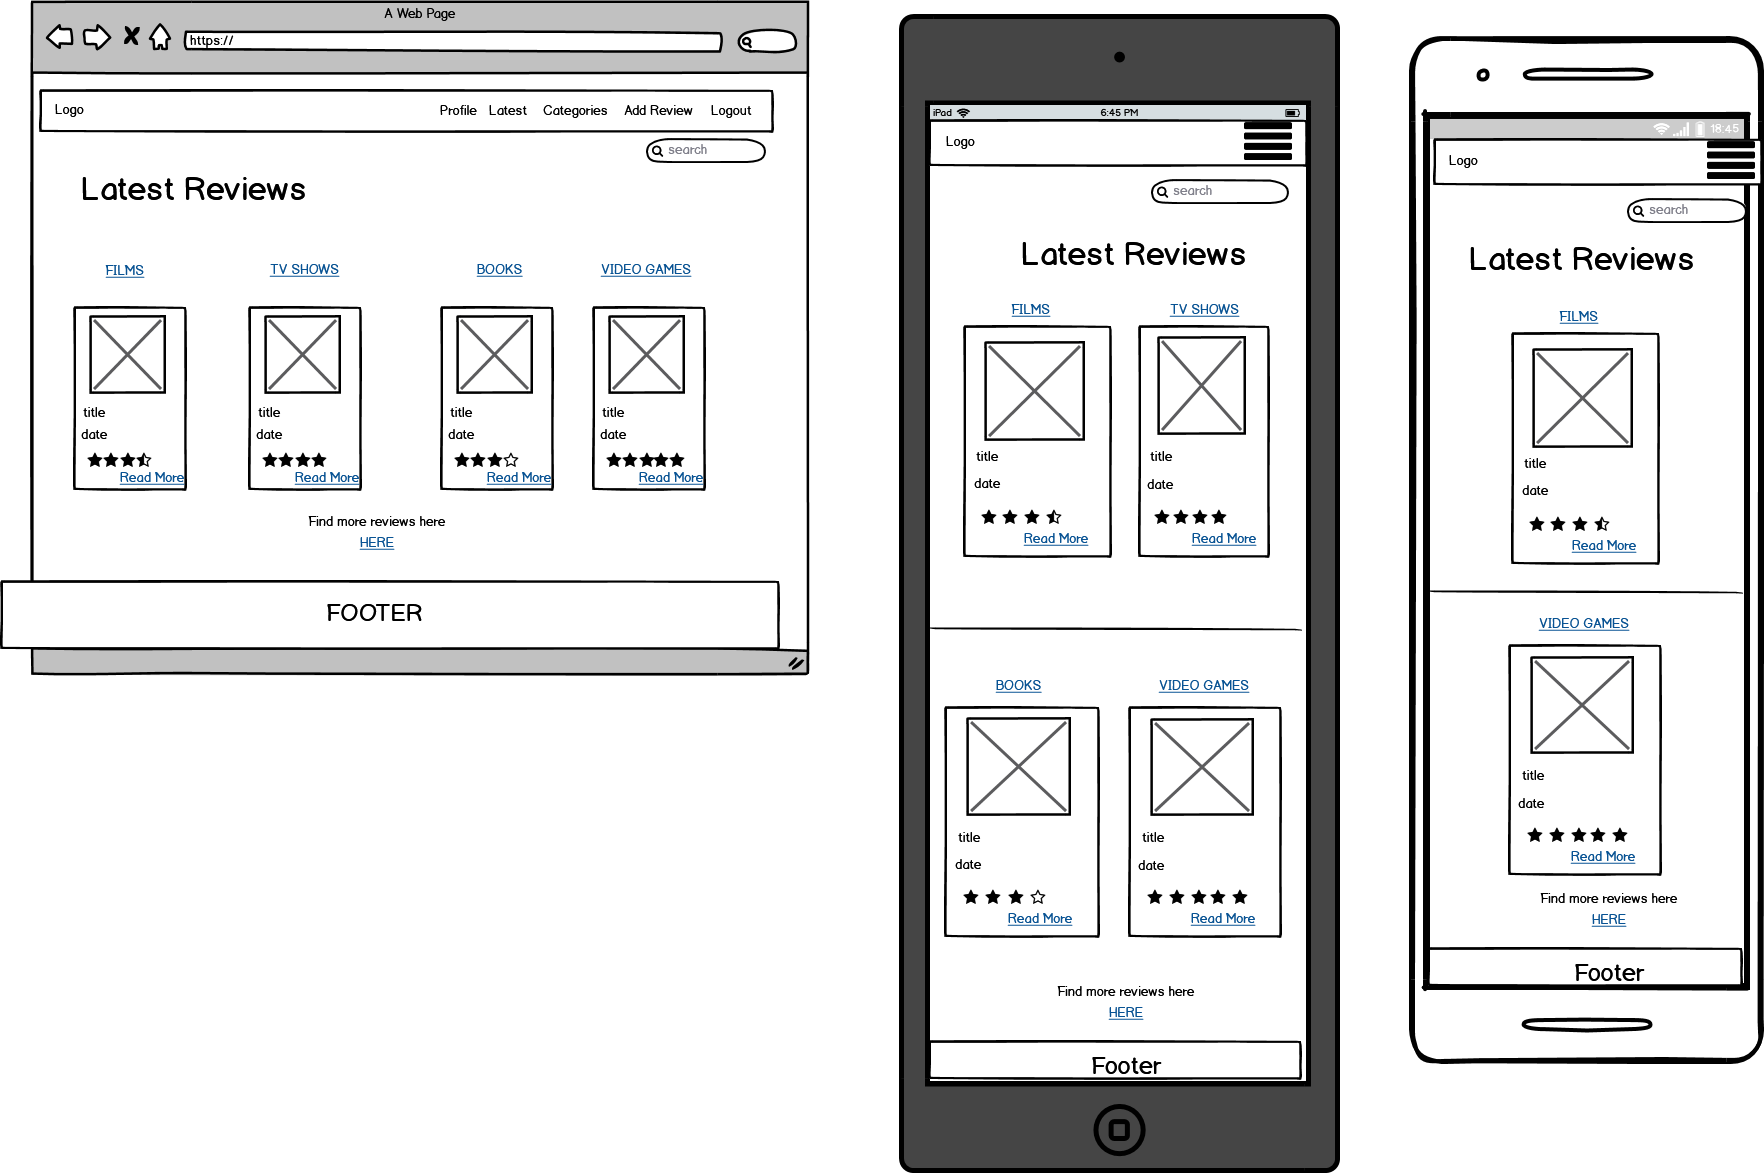 A Web Page
https://
Logo Profile Latest Categories Add Review Logout
search
Latest Reviews
FILMS TV SHOWS BOOKS VIDEO GAMES
title title title title
date date date date
Read More Read More Read More Read More
Find more reviews here
HERE
FOOTER
iPad 6:45 PM
Logo
search
Latest Reviews
FILMS TV SHOWS
title title
date date
Read More Read More
BOOKS VIDEO GAMES
title title
date date
Read More Read More
Find more reviews here
HERE
Footer
18:45
Logo
search
Latest Reviews
FILMS
title
date
Read More
VIDEO GAMES
title
date
Read More
Find more reviews here
HERE
Footer